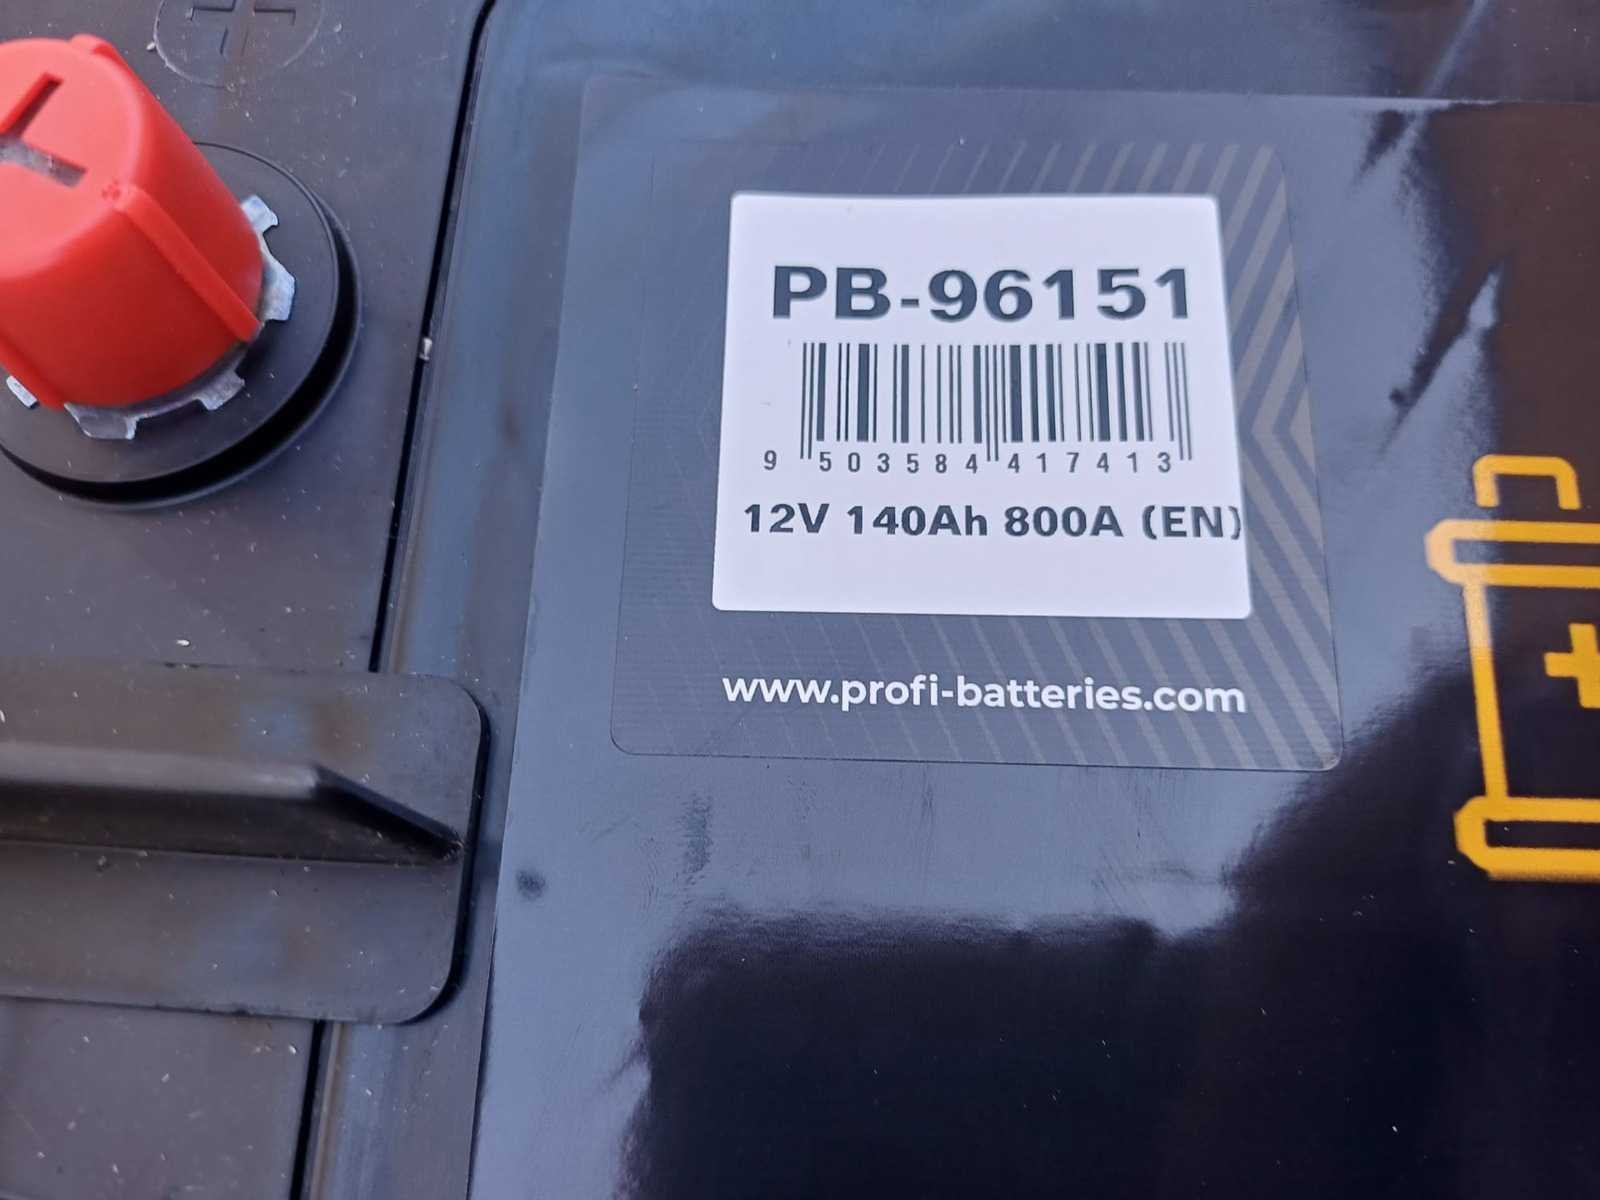 PB-96151
9 503584 417413
12V 140Ah 800A (EN)
www.profi-batteries.com